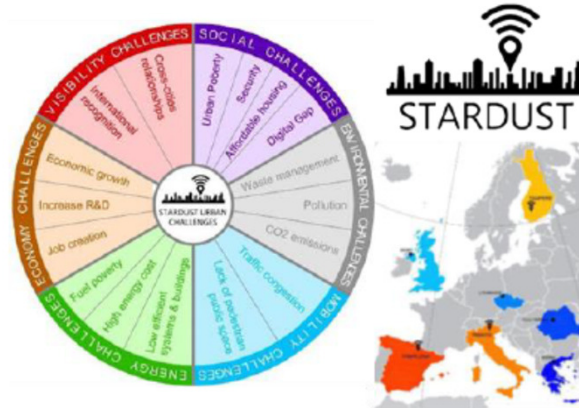 VISIBILITY CHALLENGES
International
recognition
Cross-cities
relationships
SOCIAL CHALLENGES
Urban Poberty
Security
Affordable housing
Digital Gap
ENVIRONMENTAL CHALLENGES
Waste management
Pollution
CO2 emissions
MOBILITY CHALLENGES
Traffic congestion
Lack of pedestrian
public space
ENERGY CHALLENGES
Low efficient
systems & buildings
High energy cost
Fuel poverty
ECONOMY CHALLENGES
Job creation
Increase R&D
Economic growth
STARDUST URBAN
CHALLENGES
STARDUST